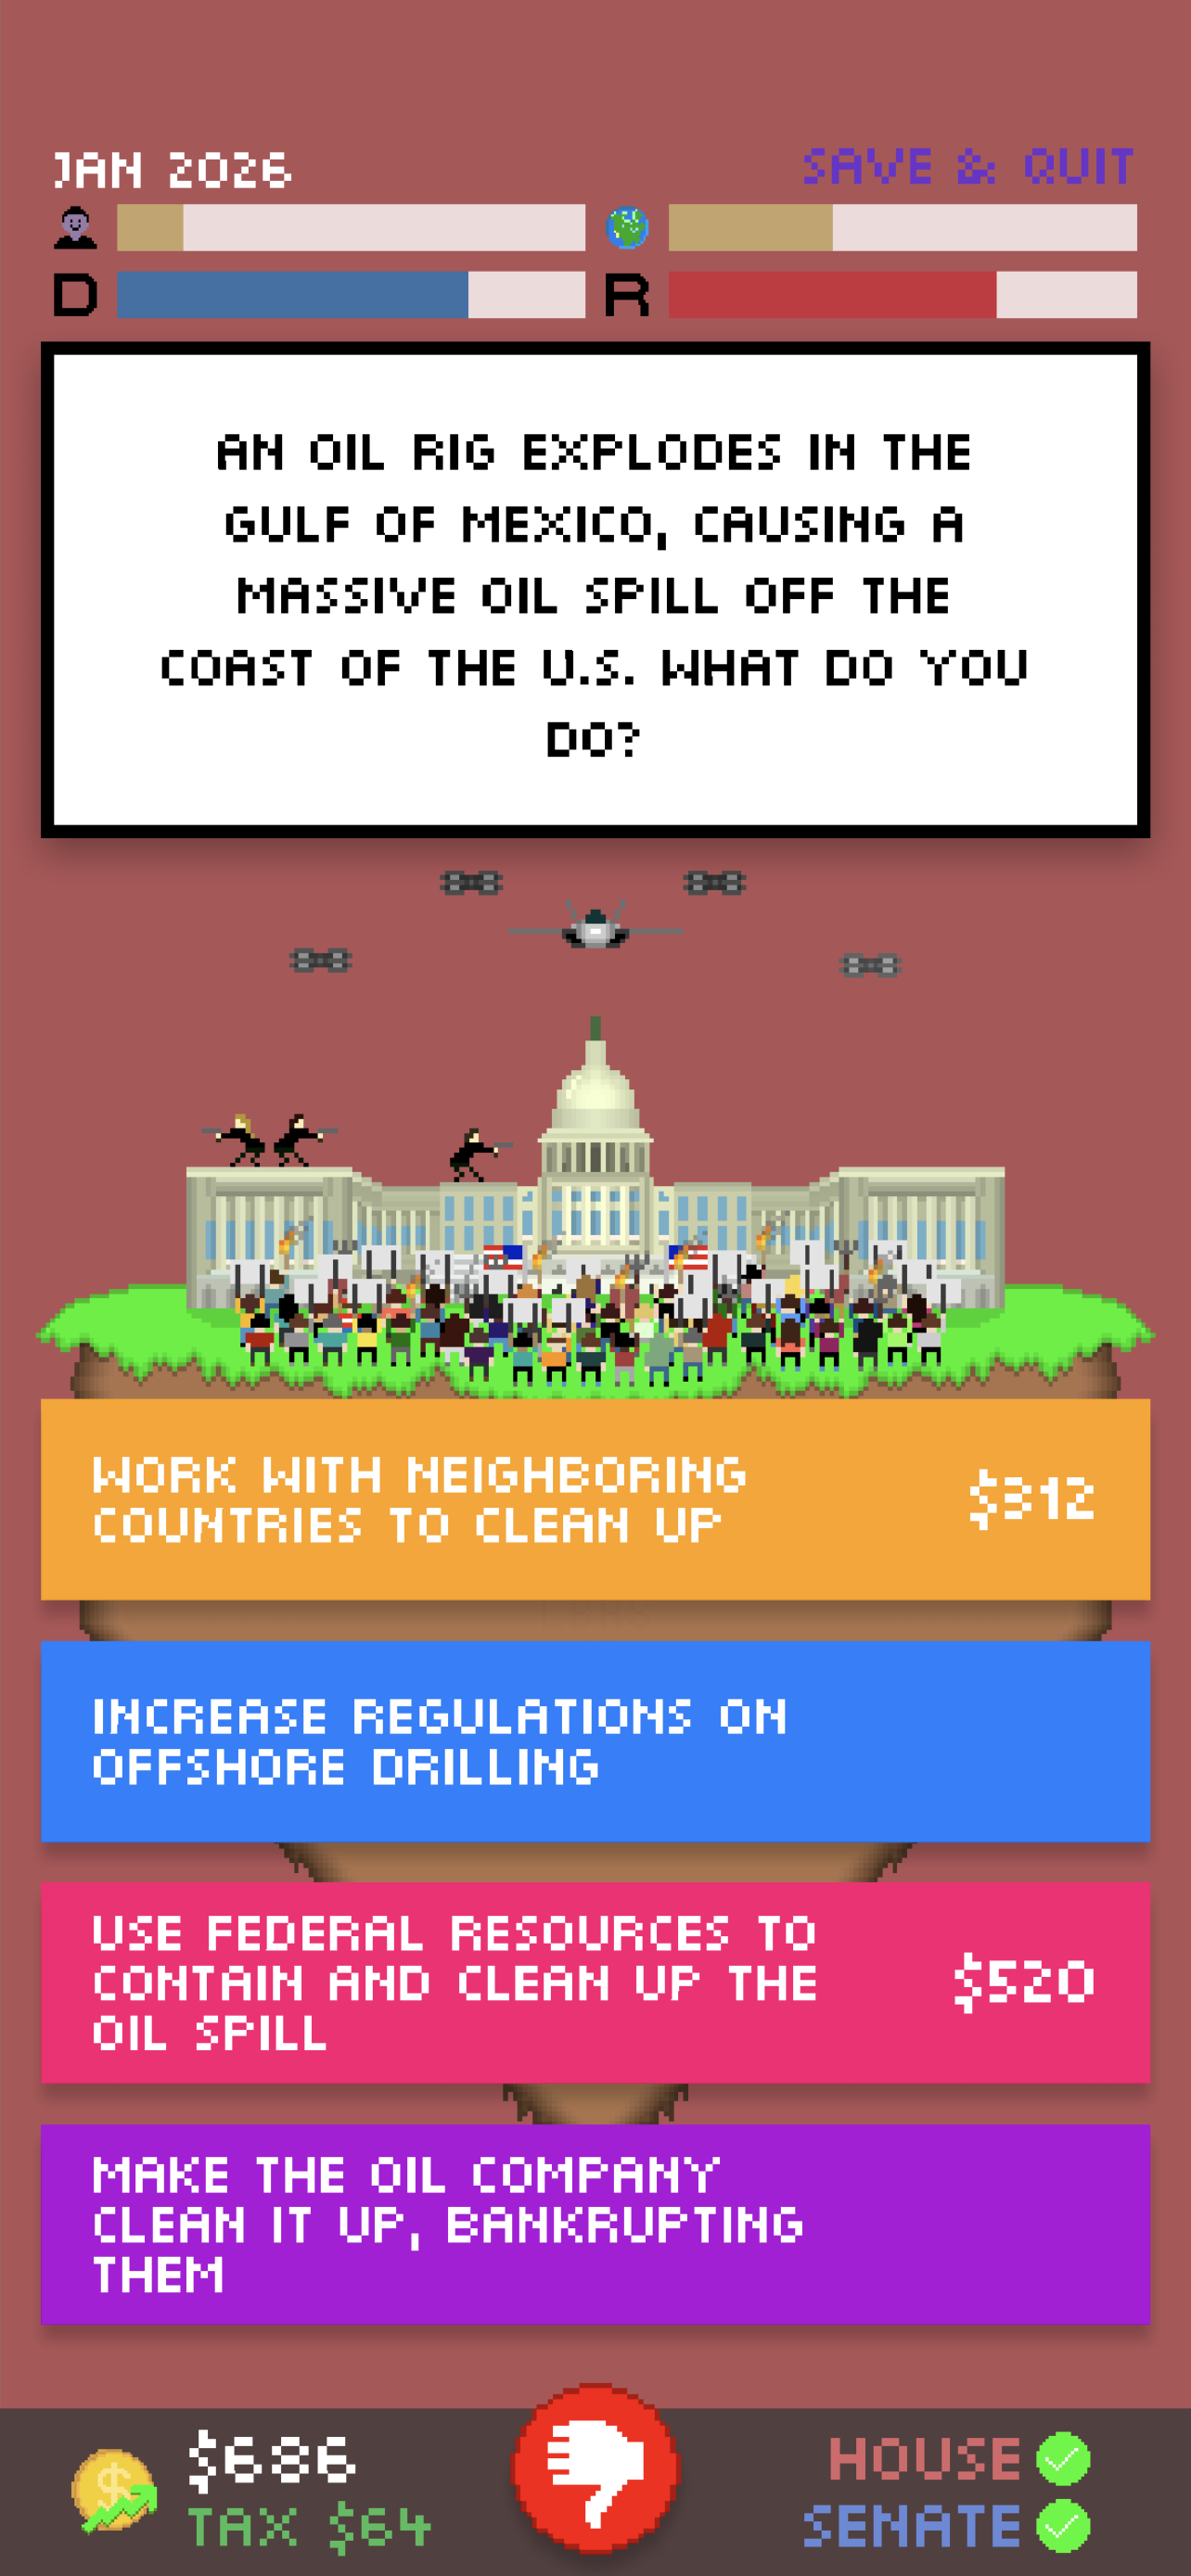 JAN 2026
SAVE & QUIT
D
R
AN OIL RIG EXPLODES IN THE
GULF OF MEXICO, CAUSING A
MASSIVE OIL SPILL OFF THE
COAST OF THE U.S. WHAT DO YOU
DO?
WORK WITH NEIGHBORING
COUNTRIES TO CLEAN UP
$312
INCREASE REGULATIONS ON
OFFSHORE DRILLING
USE FEDERAL RESOURCES TO
CONTAIN AND CLEAN UP THE
OIL SPILL
$520
MAKE THE OIL COMPANY
CLEAN IT UP, BANKRUPTING
THEM
$686
TAX $64
HOUSE
SENATE